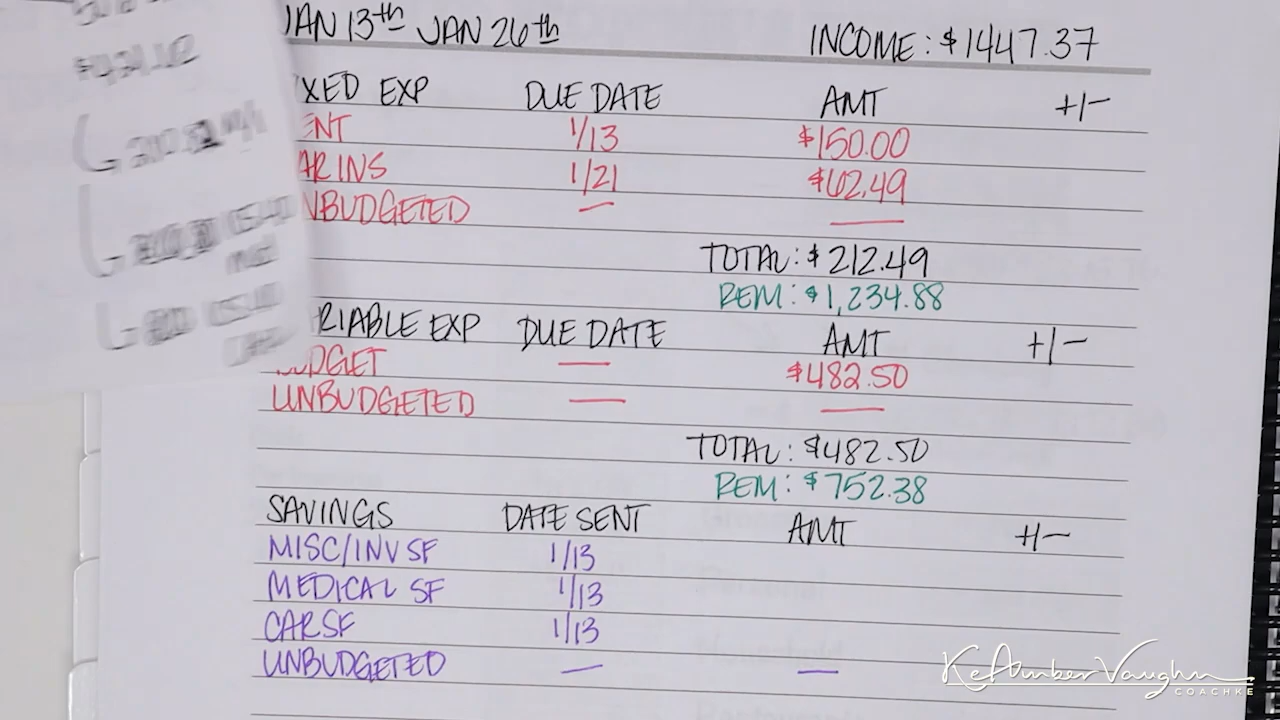 JAN 13th JAN 26th INCOME: $1447.37
XED EXP DUE DATE AMT +/-
ENT 1/13 $150.00
AR INS 1/21 $62.49
NBUDGETED — —
TOTAL: $212.49
REM: $1,234.88
RIABLE EXP DUE DATE AMT +/-
UDGET — $482.50
UNBUDGETED — —
TOTAL: $482.50
REM: $752.38
SAVINGS DATE SENT AMT +/-
MISC/INV SF 1/13
MEDICAL SF 1/13
CAR SF 1/13
UNBUDGETED — —
KeAmber Vaughn
COACHKE